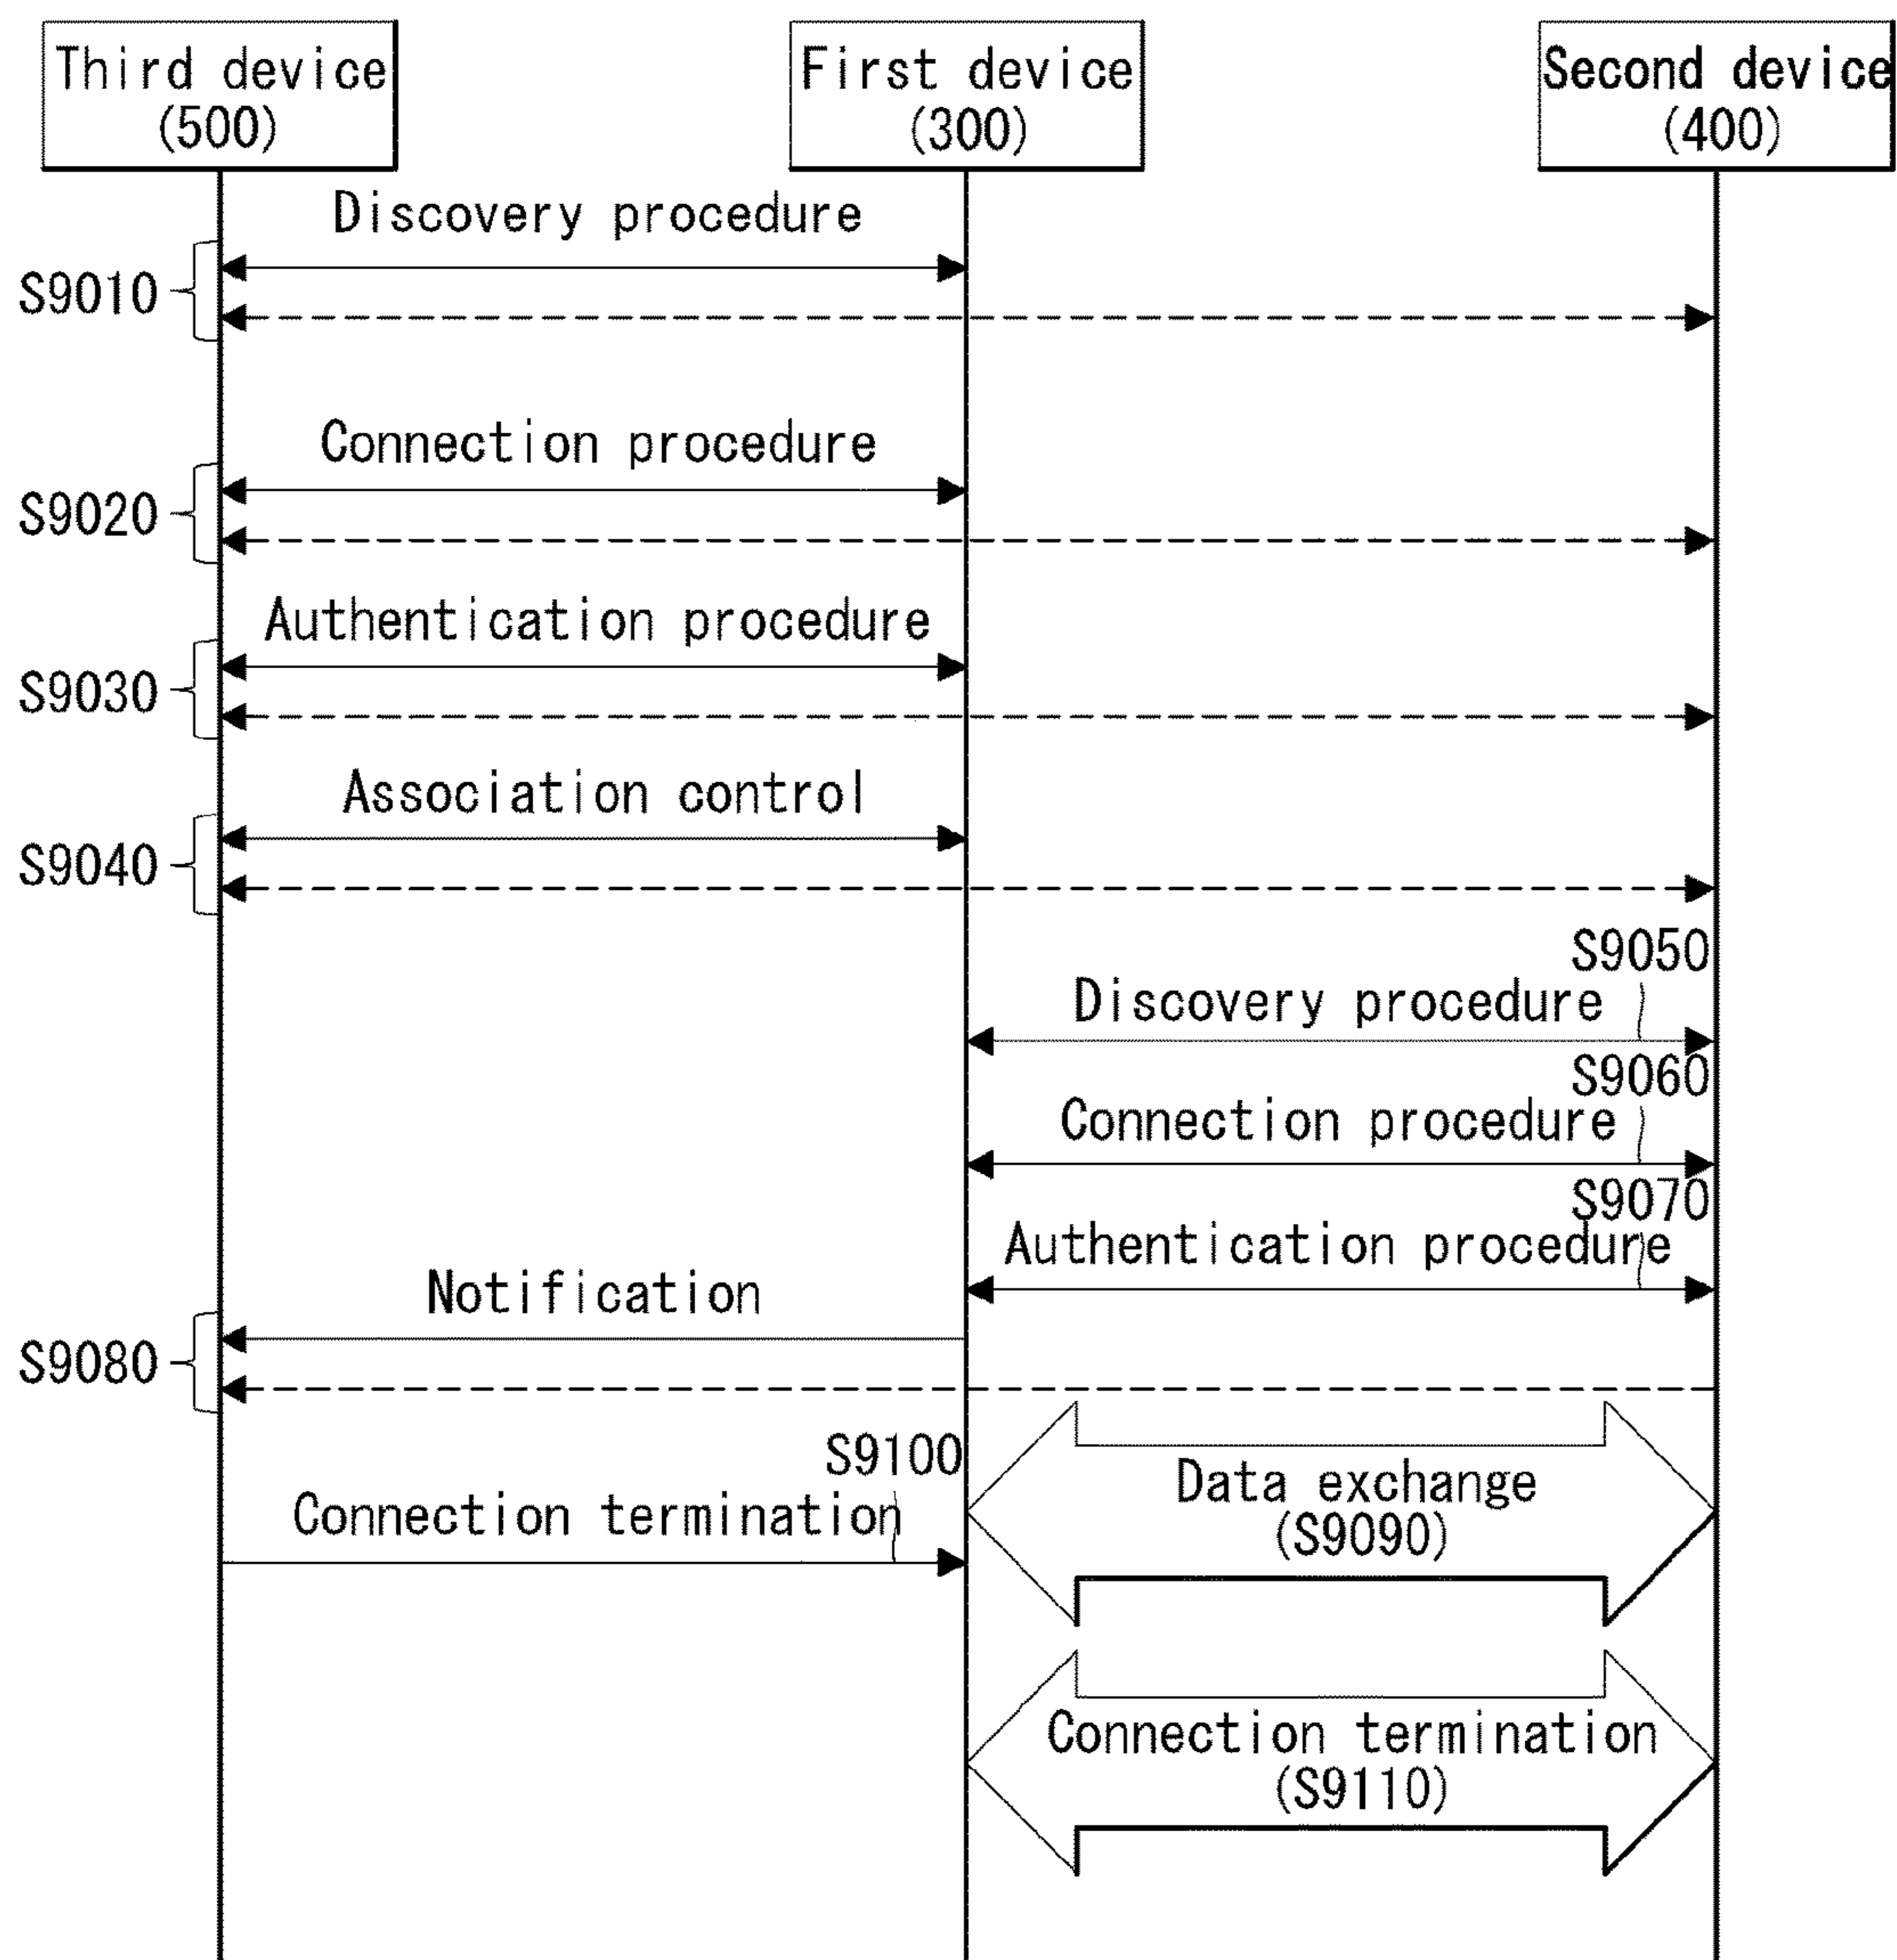 Third device
(500)
First device
(300)
Second device
(400)
Discovery procedure
S9010
Connection procedure
S9020
Authentication procedure
S9030
Association control
S9040
S9050
Discovery procedure
S9060
Connection procedure
S9070
Authentication procedure
Notification
S9080
S9100
Connection termination
Data exchange
(S9090)
Connection termination
(S9110)